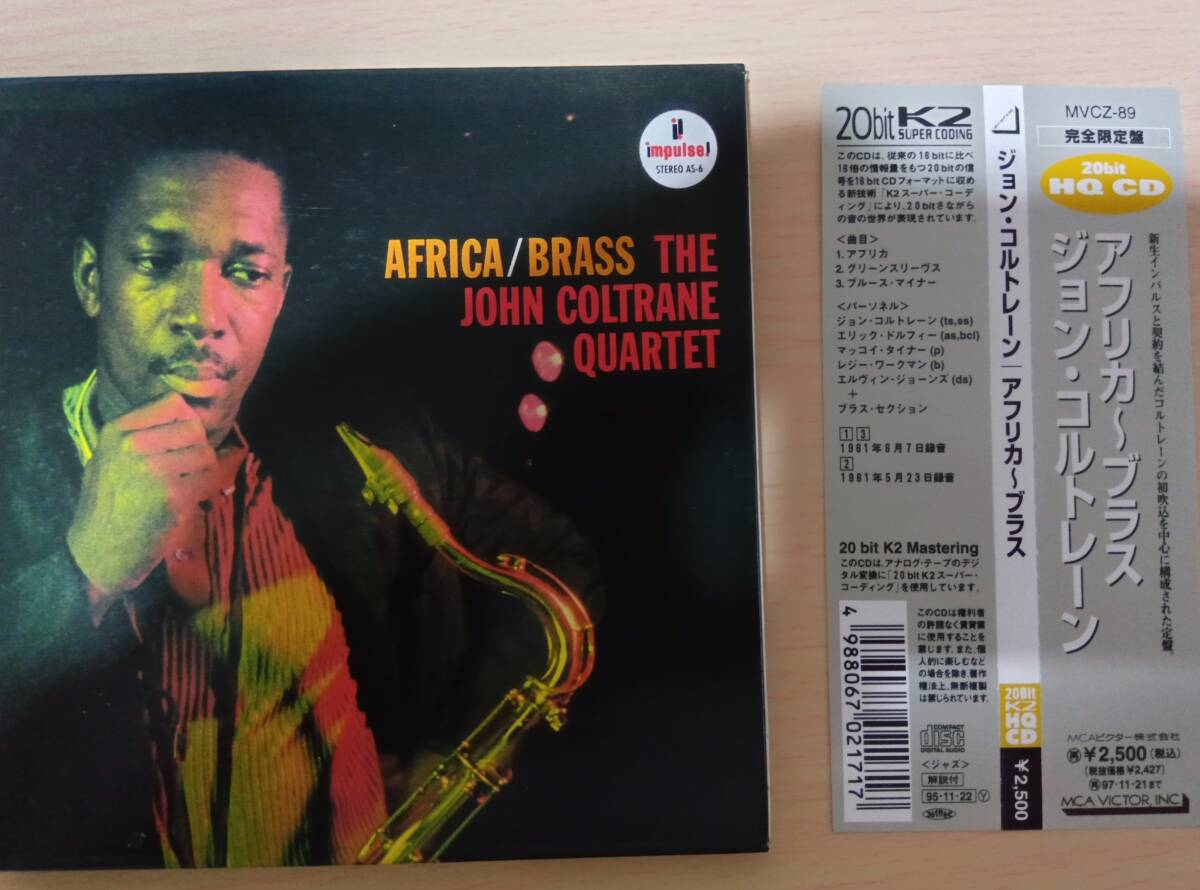 impulse!
STEREO AS-6
AFRICA/BRASS THE
JOHN COLTRANE
QUARTET
20bit K2
SUPER CODING
このCDは、従来の16bitに比べ
16倍の情報量をもつ20bitの信
号を16bit CDフォーマットに収め
る新技術「K2スーパー・コーデ
ィング」により、20bitさながら
の音の世界が表現されています。
<曲目>
1. アフリカ
2. グリーンスリーヴス
3. ブルース・マイナー
<パーソネル>
ジョン・コルトレーン (ts,ss)
エリック・ドルフィー (as,bcl)
マッコイ・タイナー (p)
レジー・ワークマン (b)
エルヴィン・ジョーンズ (ds)
+
ブラス・セクション
1 3
1961年6月7日録音
2
1961年5月23日録音
20 bit K2 Mastering
このCDは、アナログ・テープのデジ
タル変換に「20bit K2スーパー・
コーディング」を使用しています。
4 988067 021717
このCDは権利者
の許諾なく賃貸業
に使用することを
禁じます。また、個
人的に楽しむなど
の場合を除き、著作
権法上、無断複製
は禁じられています。
COMPACT
disc
DIGITAL AUDIO
<ジャズ>
解説付
95・11・22 Y
ジョン・コルトレーン│アフリカ〜ブラス
20Bit
K2
HQ
CD
¥2,500
MVCZ-89
完全限定盤
20bit
HQ CD
新生インパルスと契約を結んだコルトレーンの初吹込を中心に構成された定盤。
アフリカ〜ブラス
ジョン・コルトレーン
MCAビクター株式会社
再¥2,500(税込)
(税抜価格¥2,427)
再97・11・21まで
MCA VICTOR, INC